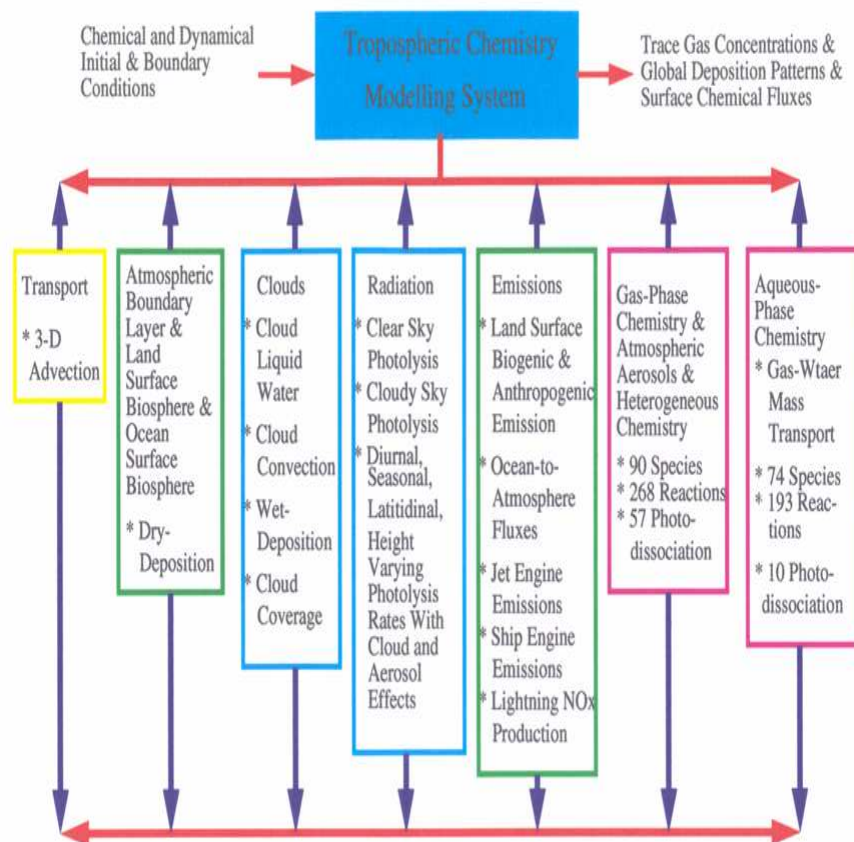 Chemical and Dynamical
Initial & Boundary
Conditions
Tropospheric Chemistry
Modelling System
Trace Gas Concentrations &
Global Deposition Patterns &
Surface Chemical Fluxes
Transport
* 3-D
Advection
Atmospheric
Boundary
Layer &
Land
Surface
Biosphere &
Ocean
Surface
Biosphere
* Dry-
Deposition
Clouds
* Cloud
Liquid
Water
* Cloud
Convection
* Wet-
Deposition
* Cloud
Coverage
Radiation
* Clear Sky
Photolysis
* Cloudy Sky
Photolysis
* Diurnal,
Seasonal,
Latitidinal,
Height
Varying
Photolysis
Rates With
Cloud and
Aerosol
Effects
Emissions
* Land Surface
Biogenic &
Anthropogenic
Emission
* Ocean-to-
Atmosphere
Fluxes
* Jet Engine
Emissions
* Ship Engine
Emissions
* Lightning NOx
Production
Gas-Phase
Chemistry &
Atmospheric
Aerosols &
Heterogeneous
Chemistry
* 90 Species
* 268 Reactions
* 57 Photo-
dissociation
Aqueous-
Phase
Chemistry
* Gas-Wtaer
Mass
Transport
* 74 Species
* 193 Reac-
tions
* 10 Photo-
dissociation